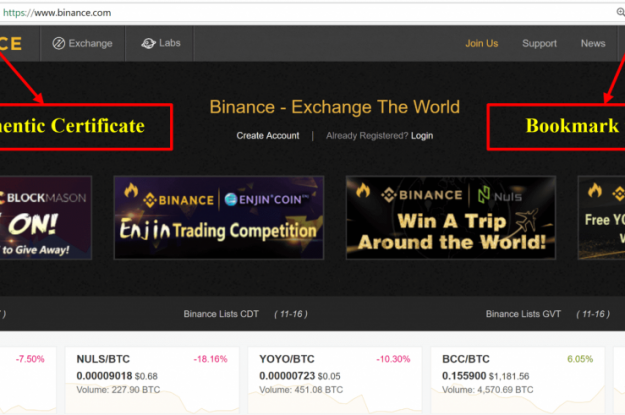 https://www.binance.com
CE
Exchange
Labs
Join Us
Support
News
Binance - Exchange The World
hentic Certificate
Bookmark
Create Account | Already Registered? Login
BLOCKMASON
ON!
to Give Away!
BINANCE | ENJIN COIN
Enjin Trading Competition
BINANCE | Nuls
Win A Trip
Around the World!
Free YO
Binance Lists CDT ( 11-16 )
Binance Lists GVT ( 11-16 )
-7.50%
NULS/BTC -18.16%
0.00009018 $0.68
Volume: 227.90 BTC
YOYO/BTC -10.30%
0.00000723 $0.05
Volume: 451.08 BTC
BCC/BTC 6.05%
0.155900 $1,181.56
Volume: 4,570.69 BTC